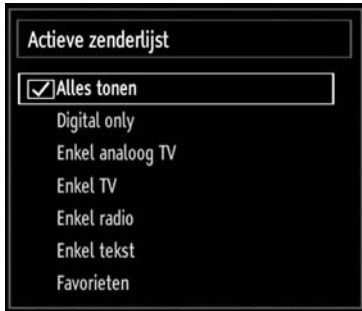 Actieve zenderlijst
Alles tonen
Digital only
Enkel analoog TV
Enkel TV
Enkel radio
Enkel tekst
Favorieten